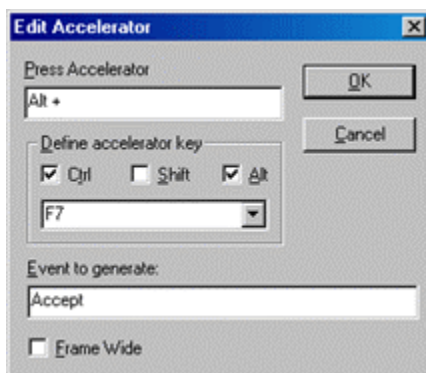 Edit Accelerator
Press Accelerator
OK
Alt +
Cancel
Define accelerator key
Ctrl Shift Alt
F7
Event to generate:
Accept
Frame Wide